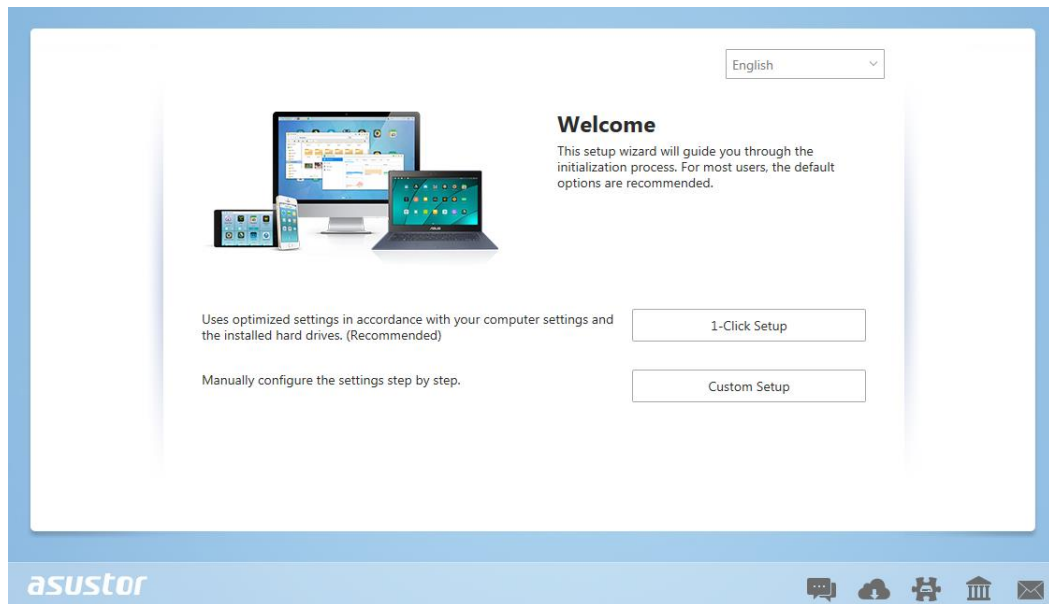 English
Welcome
This setup wizard will guide you through the
initialization process. For most users, the default
options are recommended.
Uses optimized settings in accordance with your computer settings and
the installed hard drives. (Recommended)
1-Click Setup
Manually configure the settings step by step.
Custom Setup
asustor